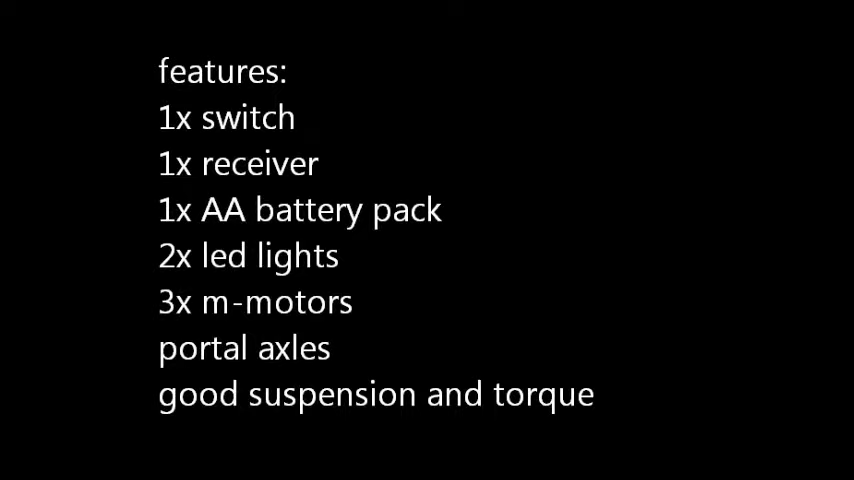 features:
1x switch
1x receiver
1x AA battery pack
2x led lights
3x m-motors
portal axles
good suspension and torque